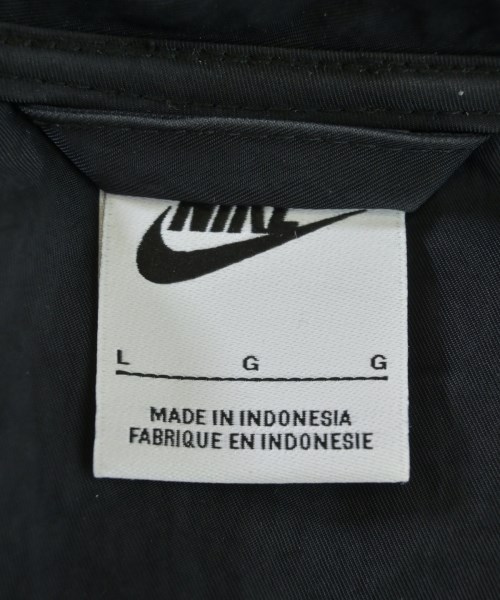 NIKE
L G G
MADE IN INDONESIA
FABRIQUE EN INDONESIE